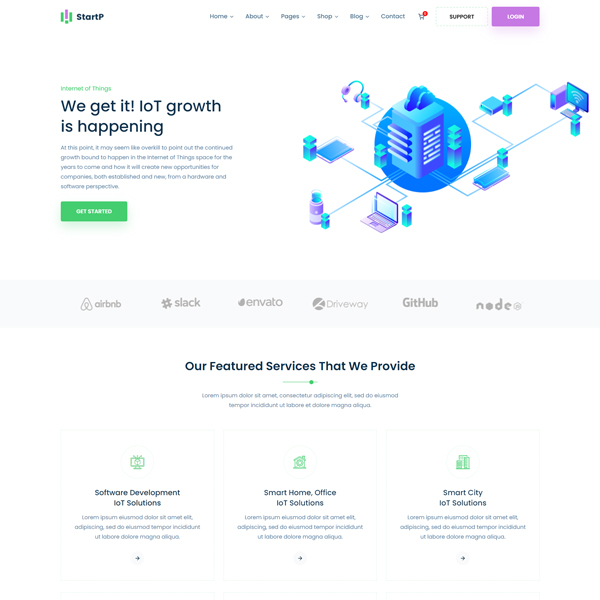 StartP
Home About Pages Shop Blog Contact 1 SUPPORT LOGIN
Internet of Things
We get it! IoT growth
is happening
At this point, it may seem like overkill to point out the continued
growth bound to happen in the Internet of Things space for the
years to come and how it will create new opportunities for
companies, both established and new, from a hardware and
software perspective.
GET STARTED
airbnb slack envato Driveway GitHub node
Our Featured Services That We Provide
Lorem ipsum dolor sit amet, consectetur adipiscing elit, sed do eiusmod
tempor incididunt ut labore et dolore magna aliqua.
Software Development
IoT Solutions
Lorem ipsum eiusmod dolor sit amet elit,
adipiscing, sed do eiusmod tempor incididunt
ut labore dolore magna aliqua.
Smart Home, Office
IoT Solutions
Lorem ipsum eiusmod dolor sit amet elit,
adipiscing, sed do eiusmod tempor incididunt
ut labore dolore magna aliqua.
Smart City
IoT Solutions
Lorem ipsum eiusmod dolor sit amet elit,
adipiscing, sed do eiusmod tempor incididunt
ut labore dolore magna aliqua.